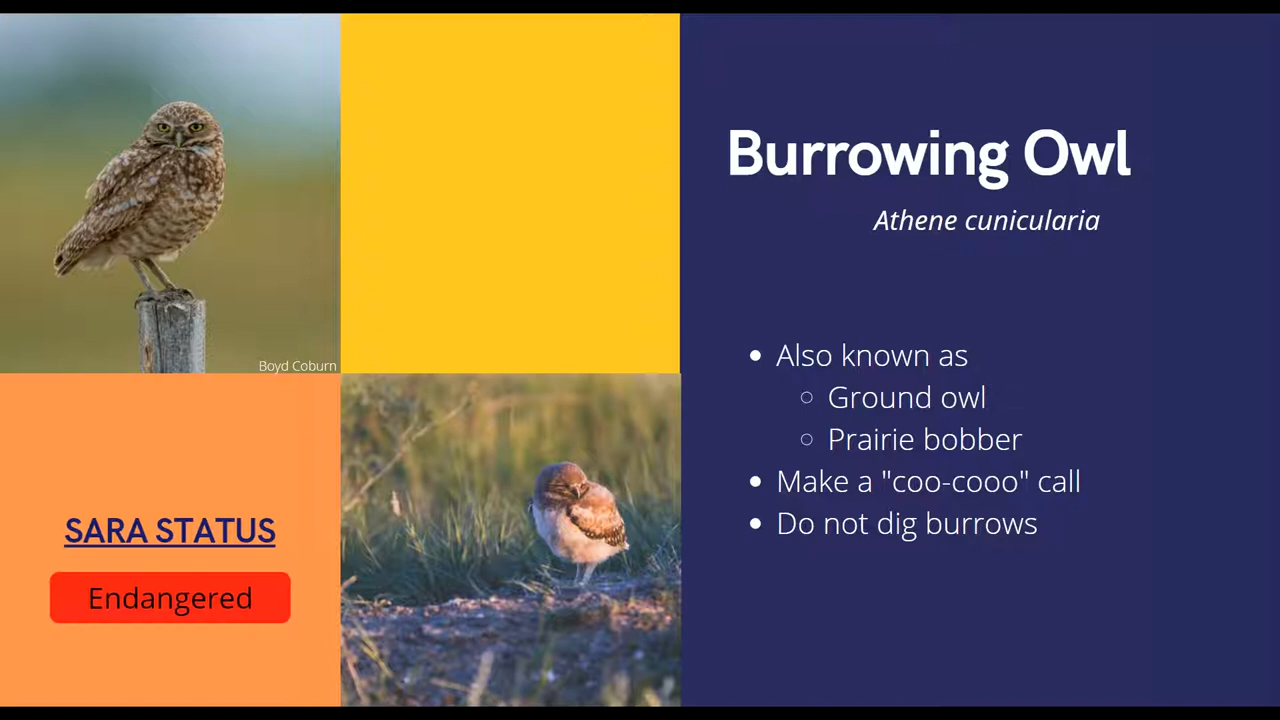 Burrowing Owl
Athene cunicularia
Boyd Coburn
• Also known as
○ Ground owl
○ Prairie bobber
• Make a "coo-cooo" call
• Do not dig burrows
SARA STATUS
Endangered